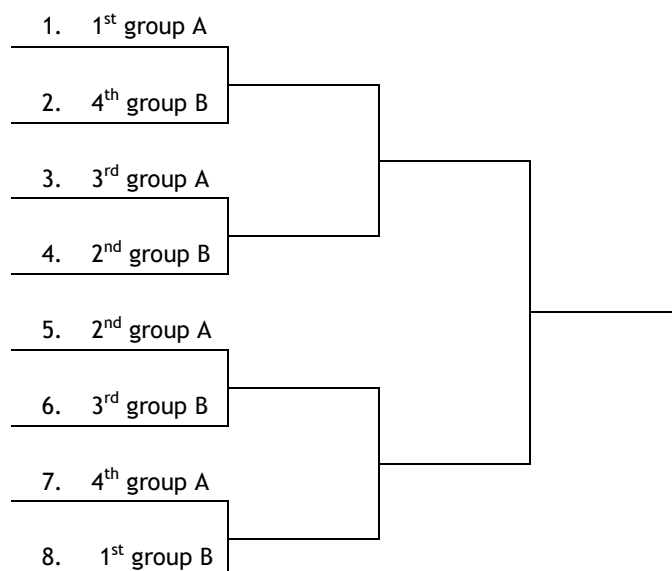 1. 1st group A
2. 4th group B
3. 3rd group A
4. 2nd group B
5. 2nd group A
6. 3rd group B
7. 4th group A
8. 1st group B